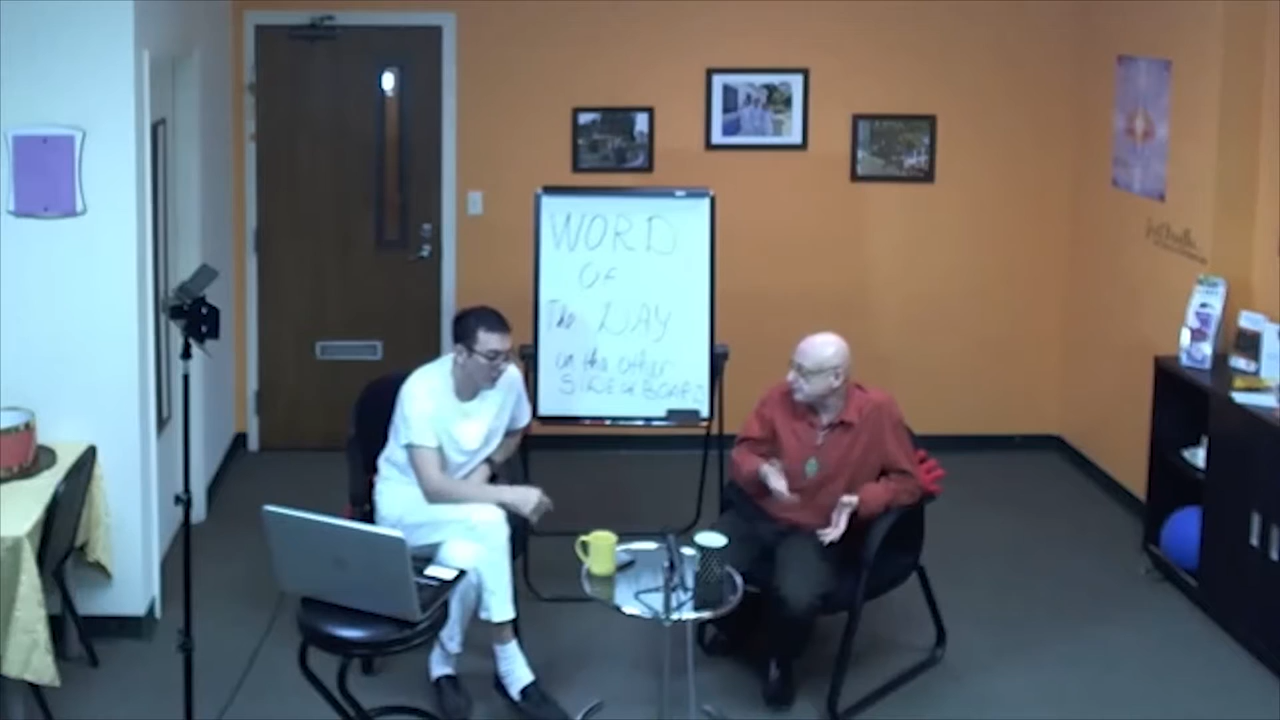 WORD
OF
The DAY
on the other
SIDE of BOARD